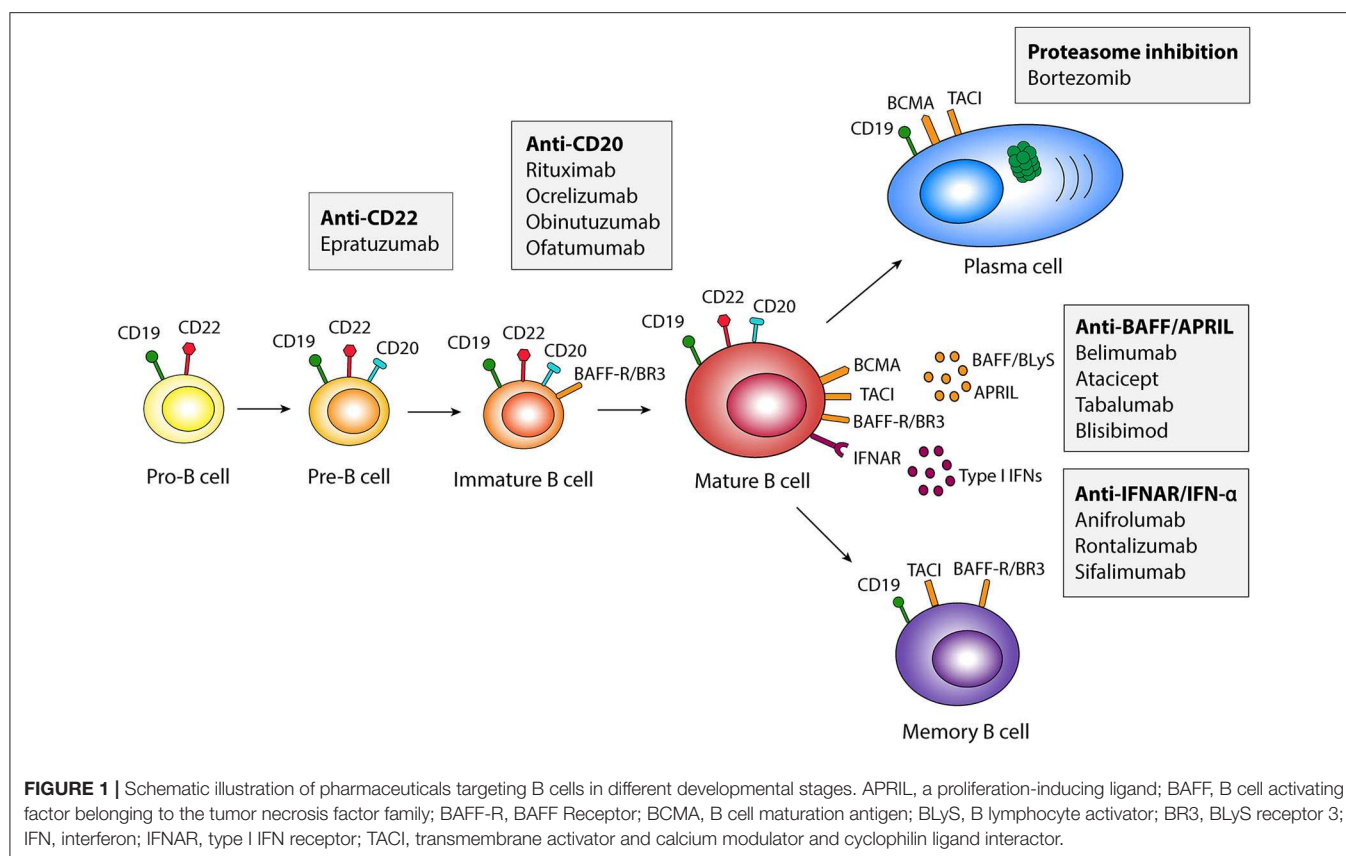 Proteasome inhibition
Bortezomib
BCMA
TACI
CD19
Plasma cell
Anti-CD20
Rituximab
Ocrelizumab
Obinutuzumab
Ofatumumab
Anti-CD22
Epratuzumab
CD19
CD22
Pro-B cell
CD19
CD22
CD20
Pre-B cell
CD19
CD22
CD20
BAFF-R/BR3
Immature B cell
CD19
CD22
CD20
BCMA
TACI
BAFF-R/BR3
IFNAR
Mature B cell
BAFF/BLyS
APRIL
Type I IFNs
Anti-BAFF/APRIL
Belimumab
Atacicept
Tabalumab
Blisibimod
Anti-IFNAR/IFN-α
Anifrolumab
Rontalizumab
Sifalimumab
CD19
TACI
BAFF-R/BR3
Memory B cell
FIGURE 1 | Schematic illustration of pharmaceuticals targeting B cells in different developmental stages. APRIL, a proliferation-inducing ligand; BAFF, B cell activating
factor belonging to the tumor necrosis factor family; BAFF-R, BAFF Receptor; BCMA, B cell maturation antigen; BLyS, B lymphocyte activator; BR3, BLyS receptor 3;
IFN, interferon; IFNAR, type I IFN receptor; TACI, transmembrane activator and calcium modulator and cyclophilin ligand interactor.